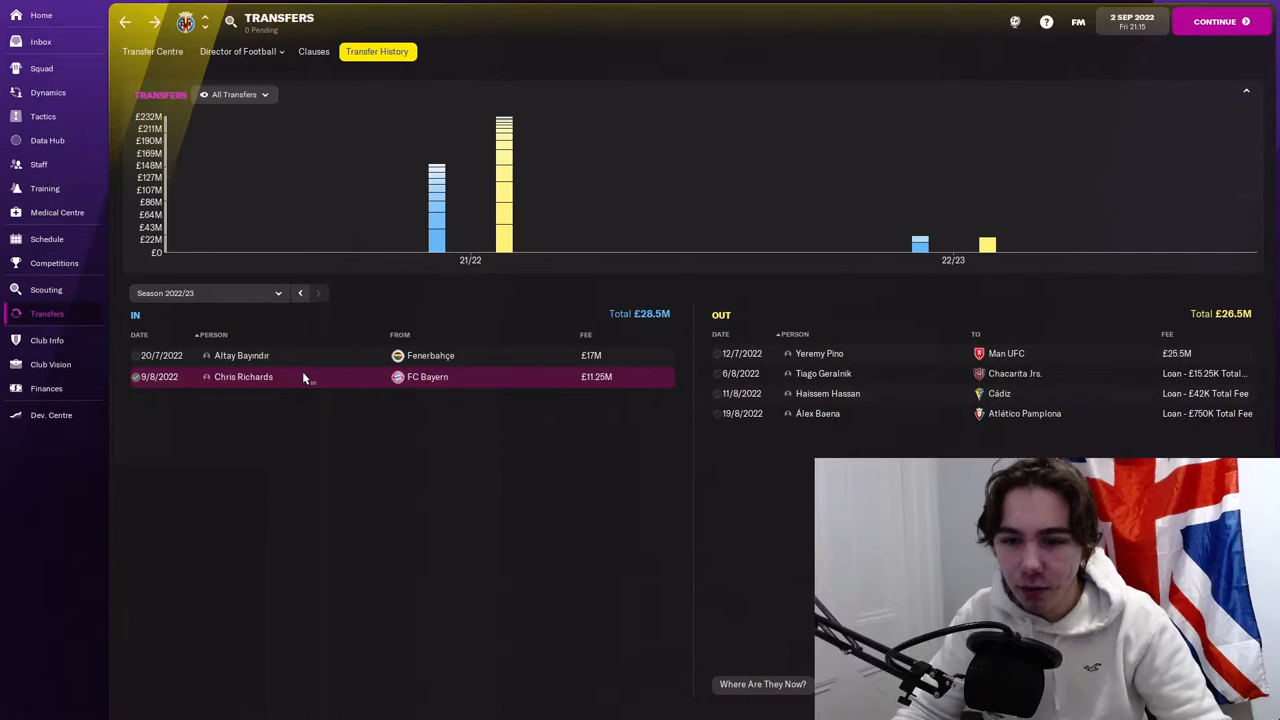 Home
TRANSFERS
0 Pending
FM
2 SEP 2022
Fri 21:15
CONTINUE
Inbox
Squad
Dynamics
Tactics
Data Hub
Staff
Training
Medical Centre
Schedule
Competitions
Scouting
Transfers
Club Info
Club Vision
Finances
Dev. Centre
Transfer Centre
Director of Football
Clauses
Transfer History
TRANSFERS
All Transfers
£232M
£211M
£190M
£169M
£148M
£127M
£107M
£86M
£64M
£43M
£22M
£0
21/22
22/23
Season 2022/23
IN
Total £28.5M
DATE PERSON FROM FEE
20/7/2022 Altay Bayındır Fenerbahçe £17M
9/8/2022 Chris Richards FC Bayern £11.25M
OUT
Total £26.5M
DATE PERSON TO FEE
12/7/2022 Yeremy Pino Man UFC £25.5M
6/8/2022 Tiago Geralnik Chacarita Jrs. Loan - £15.25K Total...
11/8/2022 Haissem Hassan Cádiz Loan - £42K Total Fee
19/8/2022 Álex Baena Atlético Pamplona Loan - £750K Total Fee
Where Are They Now?